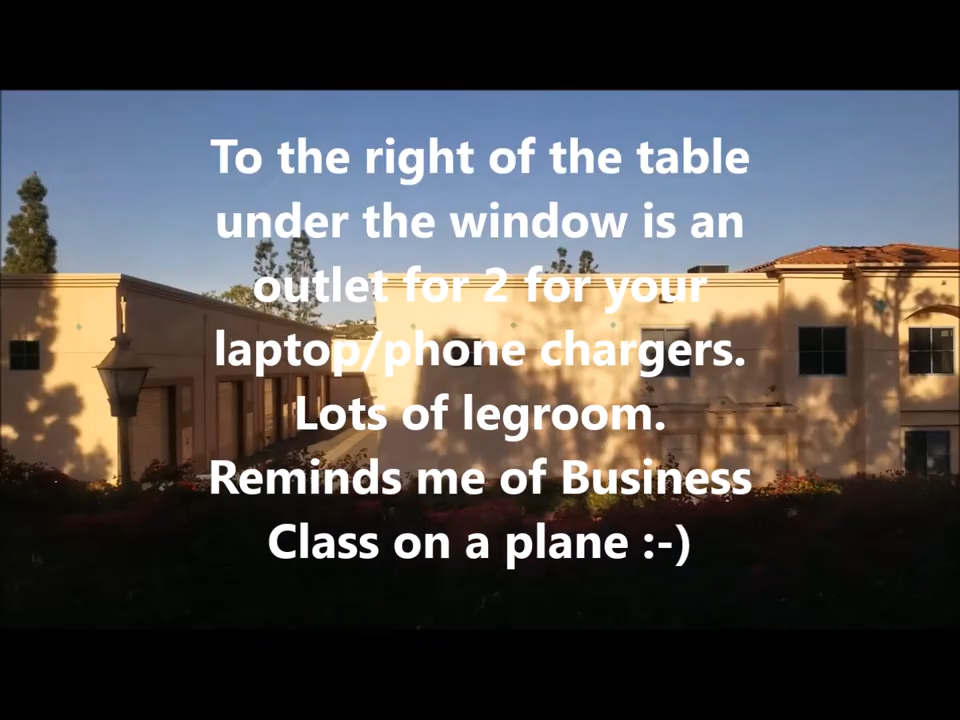 To the right of the table
under the window is an
outlet for 2 for your
laptop/phone chargers.
Lots of legroom.
Reminds me of Business
Class on a plane :-)